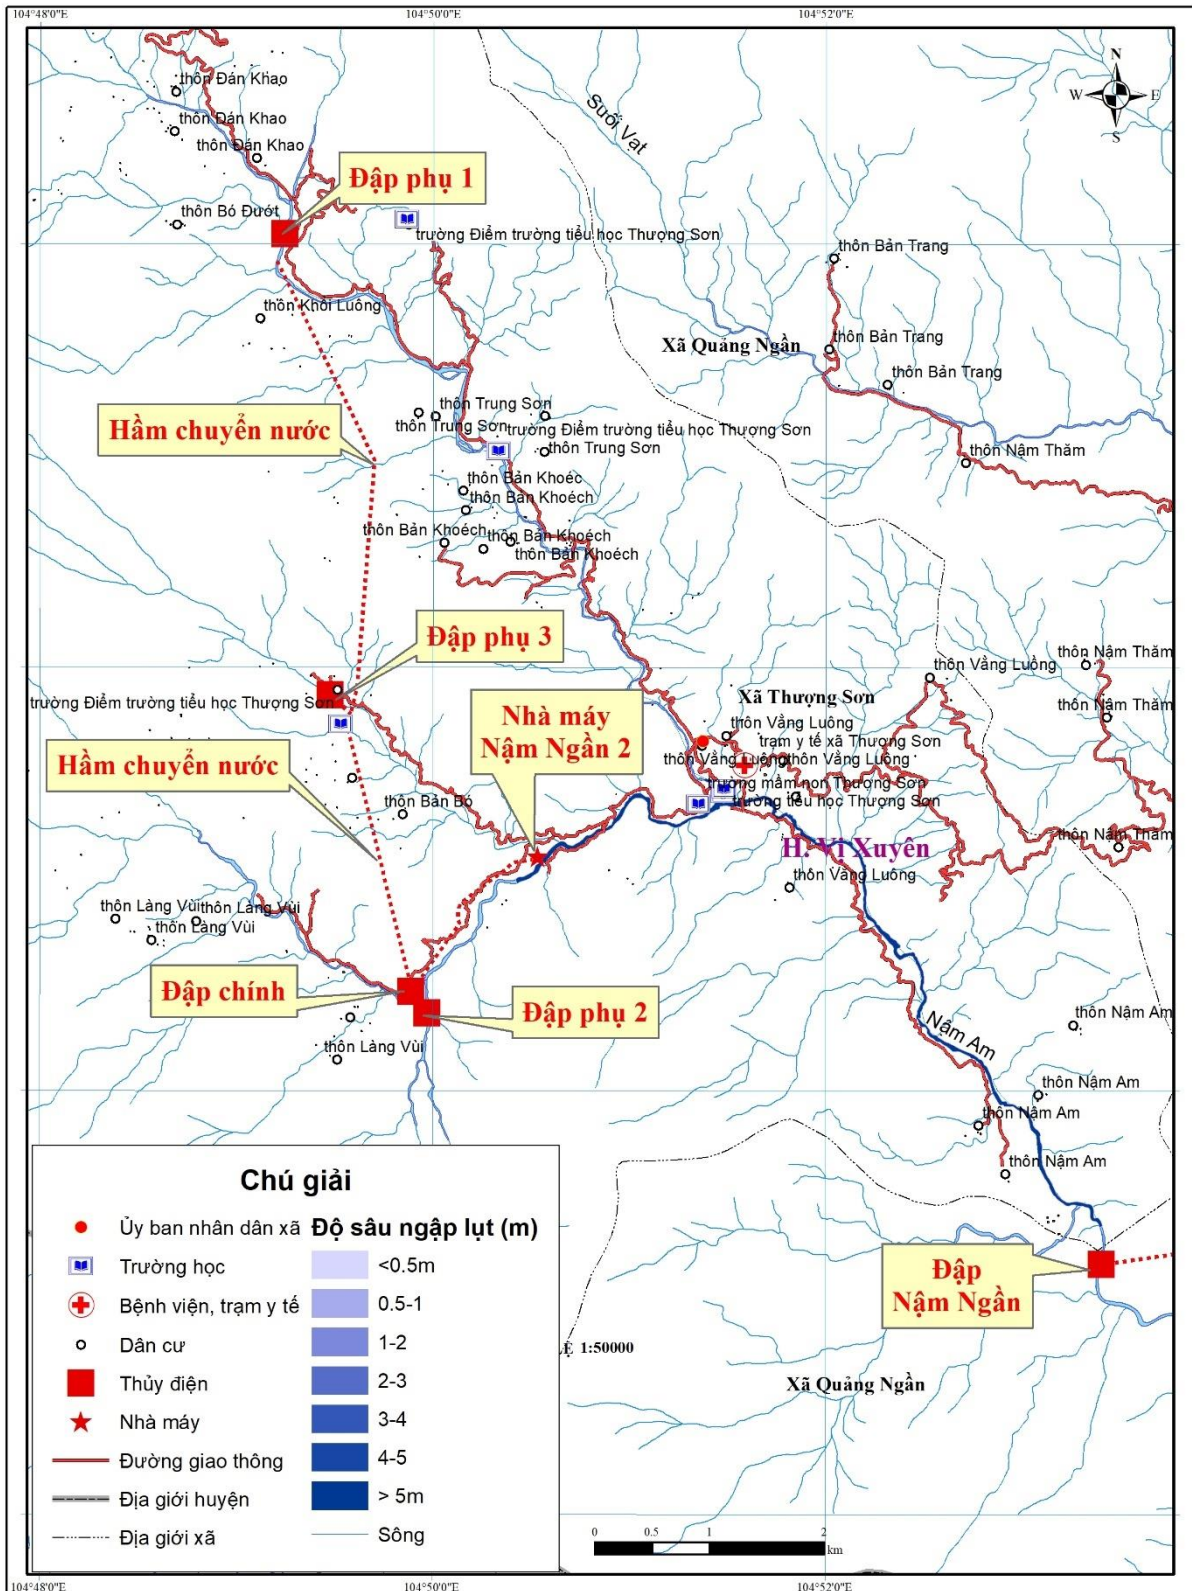 104°48'0"E
104°50'0"E
104°52'0"E
thôn Đán Khao
thôn Đán Khao
thôn Đán Khao
Đập phụ 1
Suối Vạt
N
W
E
S
thôn Bó Đướt
trường Điểm trường tiểu học Thượng Sơn
thôn Bản Trang
thôn Khôi Luông
Xã Quảng Ngần
thôn Bản Trang
thôn Bản Trang
Hầm chuyển nước
thôn Trung Sơn
thôn Trung Sơn
trường Điểm trường tiểu học Thượng Sơn
thôn Trung Sơn
thôn Nậm Thăm
thôn Bản Khoéc
thôn Bản Khoéch
thôn Bản Khoéch
thôn Bản Khoéch
thôn Bản Khoéch
Đập phụ 3
thôn Nậm Thăm
thôn Vằng Luông
trường Điểm trường tiểu học Thượng Sơn
Nhà máy
Nậm Ngần 2
Xã Thượng Sơn
thôn Nậm Thăm
thôn Vằng Luông
trạm y tế xã Thượng Sơn
thôn Vằng Luông
thôn Vằng Luông
Hầm chuyển nước
trường mầm non Thượng Sơn
trường tiểu học Thượng Sơn
thôn Bản Bó
thôn Nậm Thăm
H. Vị Xuyên
thôn Vằng Luông
thôn Làng Vùi
thôn Làng Vùi
thôn Làng Vùi
Đập chính
Đập phụ 2
thôn Làng Vùi
Nậm Am
thôn Nậm Am
thôn Nậm Am
thôn Nậm Am
thôn Nậm Am
Đập
Nậm Ngần
Chú giải
Ủy ban nhân dân xã
Trường học
Bệnh viện, trạm y tế
Dân cư
Thủy điện
Nhà máy
Đường giao thông
Địa giới huyện
Địa giới xã
Độ sâu ngập lụt (m)
<0.5m
0.5-1
1-2
2-3
3-4
4-5
> 5m
Sông
LỆ 1:50000
Xã Quảng Ngần
0 0.5 1 2
km
104°48'0"E
104°50'0"E
104°52'0"E